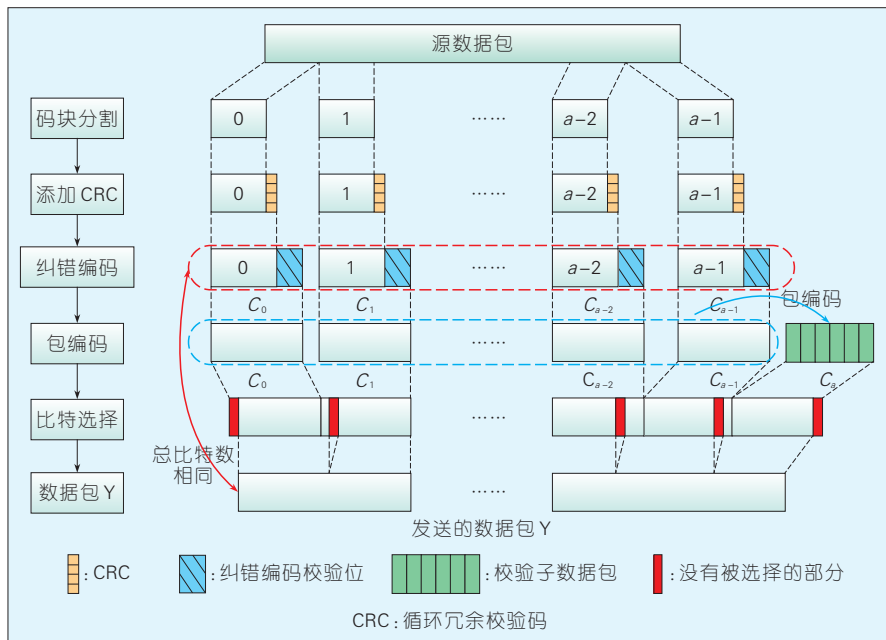 源数据包
码块分割
0 1 …… a−2 a−1
添加 CRC
0 1 …… a−2 a−1
纠错编码
0 1 …… a−2 a−1
C₀ C₁ Cₐ₋₂ Cₐ₋₁
包编码
包编码
……
C₀ C₁ Cₐ₋₂ Cₐ₋₁ Cₐ
比特选择
……
总比特数
相同
数据包 Y
……
发送的数据包 Y
: CRC
: 纠错编码校验位
: 校验子数据包
: 没有被选择的部分
CRC : 循环冗余校验码